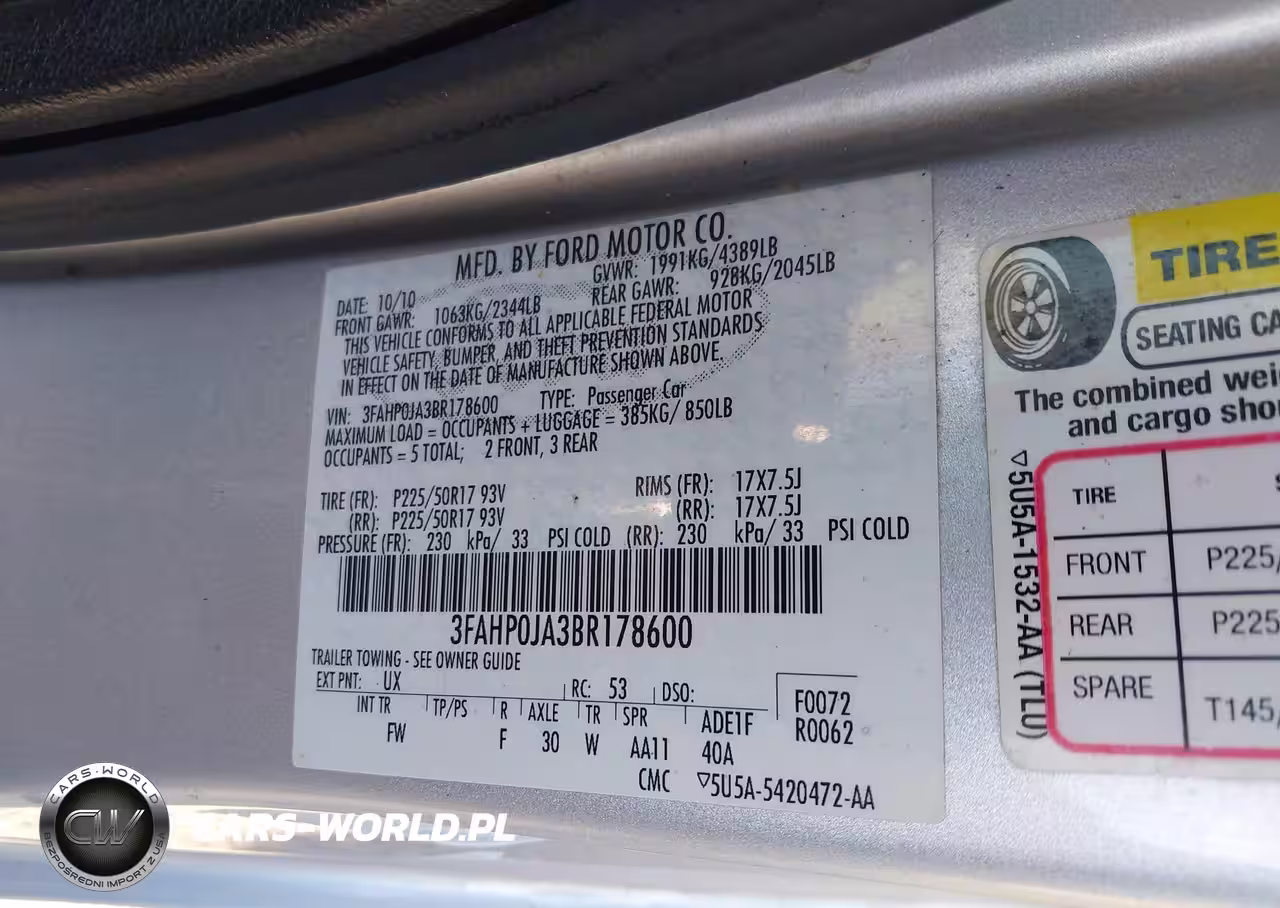 MFD. BY FORD MOTOR CO.
DATE: 10/10 GVWR: 1991KG/4389LB
FRONT GAWR: 1063KG/2344LB REAR GAWR: 928KG/2045LB
THIS VEHICLE CONFORMS TO ALL APPLICABLE FEDERAL MOTOR
VEHICLE SAFETY, BUMPER, AND THEFT PREVENTION STANDARDS
IN EFFECT ON THE DATE OF MANUFACTURE SHOWN ABOVE.
VIN: 3FAHP0JA3BR178600 TYPE: Passenger Car
MAXIMUM LOAD = OCCUPANTS + LUGGAGE = 385KG/ 850LB
OCCUPANTS = 5 TOTAL; 2 FRONT, 3 REAR
TIRE (FR): P225/50R17 93V RIMS (FR): 17X7.5J
(RR): P225/50R17 93V (RR): 17X7.5J
PRESSURE (FR): 230 kPa/ 33 PSI COLD (RR): 230 kPa/ 33 PSI COLD
3FAHP0JA3BR178600
TRAILER TOWING - SEE OWNER GUIDE
EXT PNT: UX RC: 53 DSO:
F0072
R0062
INT TR TP/PS R AXLE TR SPR ADE1F
FW F 30 W AA11 40A
CMC ▽5U5A-5420472-AA
TIRE
SEATING CA
The combined wei
and cargo sho
▽5U5A-1532-AA (TLU)
TIRE S
FRONT P225/
REAR P225
SPARE T145/
CARS-WORLD
CW
BEZPOŚREDNI IMPORT Z USA
CARS-WORLD.PL